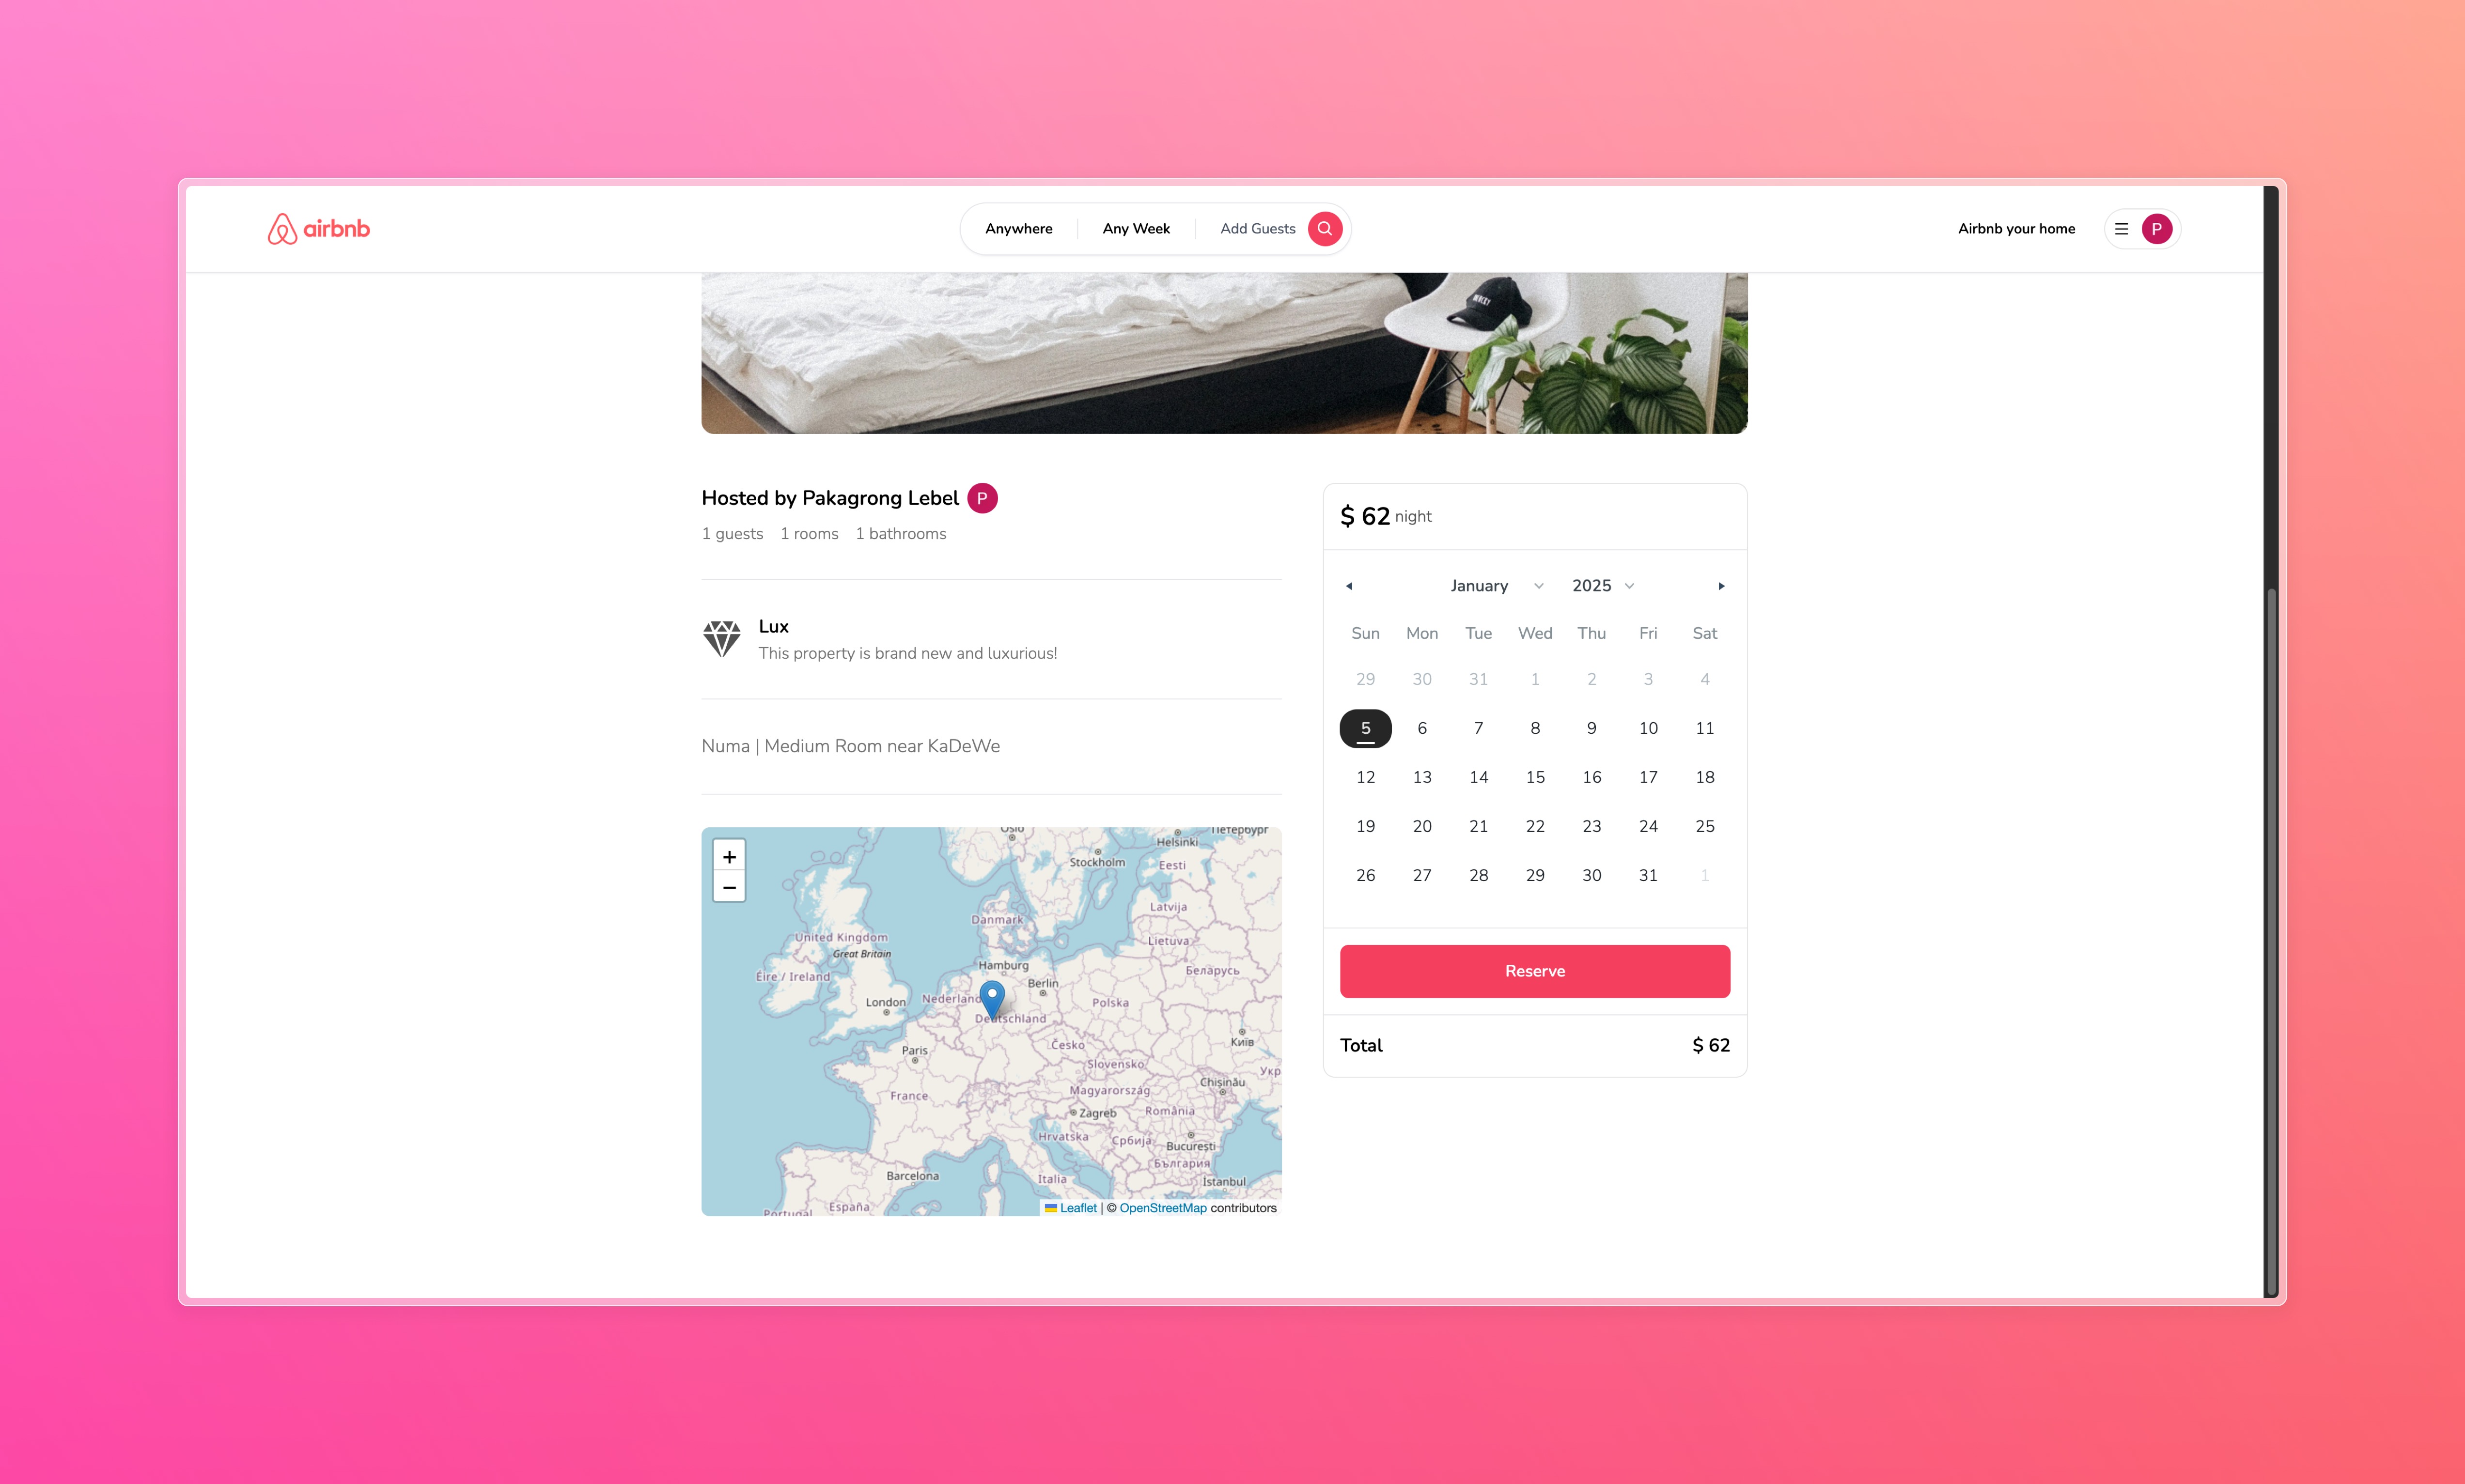 airbnb
Anywhere
Any Week
Add Guests
Airbnb your home
P
Hosted by Pakagrong Lebel P
1 guests 1 rooms 1 bathrooms
Lux
This property is brand new and luxurious!
Numa | Medium Room near KaDeWe
+
−
Oslo
Helsinki
Stockholm
Eesti
Latvija
Danmark
Lietuva
United Kingdom
Great Britain
Éire / Ireland
Hamburg
Беларусь
Berlin
London
Nederland
Polska
Deutschland
Київ
Česko
Paris
Slovensko
Укр
Chișinău
Magyarország
France
Zagreb
România
Hrvatska
Србија
București
България
Barcelona
Italia
Istanbul
España
Portugal
Leaflet | © OpenStreetMap contributors
$ 62 night
January 2025
Sun Mon Tue Wed Thu Fri Sat
29 30 31 1 2 3 4
5 6 7 8 9 10 11
12 13 14 15 16 17 18
19 20 21 22 23 24 25
26 27 28 29 30 31 1
Reserve
Total $ 62